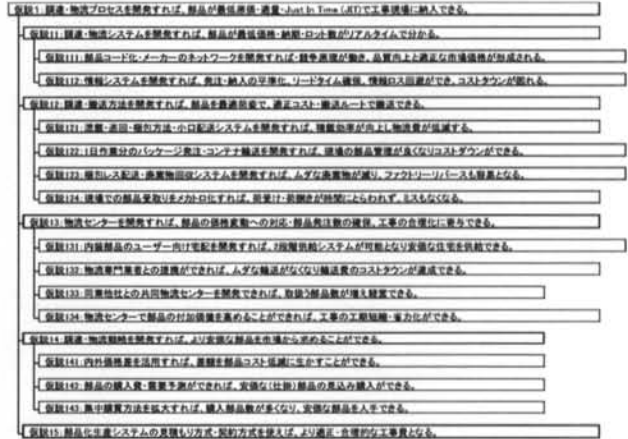 仮説1:調達・物流プロセスを開発すれば、部品が最低原価・適量・Just In Time (JIT)で工事現場に納入できる。
仮説11:調達・物流システムを開発すれば、部品が最低価格・納期・ロット数がリアルタイムで分かる。
仮説111:部品コード化・メーカーのネットワークを開発すれば・競争原理が働き、品質向上と適正な市場価格が形成される。
仮説112:情報システムを開発すれば、発注・納入の平準化、リードタイム確保、情報ロス回避ができ、コストダウンが図れる。
仮説12:調達・輸送方法を開発すれば、部品を最適荷姿で、適正コスト・輸送ルートで輸送できる。
仮説121:混載・巡回・梱包方法・小口配送システムを開発すれば、積載効率が向上し物流費が低減する。
仮説122:1日作業分のパッケージ発注・コンテナ輸送を開発すれば、現場の部品管理が良くなりコストダウンができる。
仮説123:梱包レス配送・廃棄物回収システムを開発すれば、ムダな廃棄物が減り、ファクトリーリバースも容易となる。
仮説124:現場での部品受取りをメカトロ化すれば、荷受け・荷捌きが時間にとらわれず、ミスもなくなる。
仮説13:物流センターを開発すれば、部品の価格変動への対応・部品発注数の確保、工事の合理化に寄与できる。
仮説131:内装部品のユーザー向け宅配を開発すれば、2段階供給システムが可能となり安価な住宅を供給できる。
仮説132:物流専門業者との提携ができれば、ムダな輸送がなくなり輸送費のコストダウンが達成できる。
仮説133:同業他社との共同物流センターを開発できれば、取扱う部品数が増え経営できる。
仮説134:物流センターで部品の付加価値を高めることができれば、工事の工期短縮・省力化ができる。
仮説14:調達・物流戦略を開発すれば、より安価な部品を市場から求めることができる。
仮説141:内外価格差を活用すれば、差額を部品コスト低減に生かすことができる。
仮説142:部品の購入費・需要予測ができれば、安価な(仕掛)部品の見込み購入ができる。
仮説143:集中購買方法を拡大すれば、購入部品数が多くなり、安価な部品を入手できる。
仮説15:部品化生産システムの見積もり方式・契約方式を使えば、より適正・合理的な工事費となる。